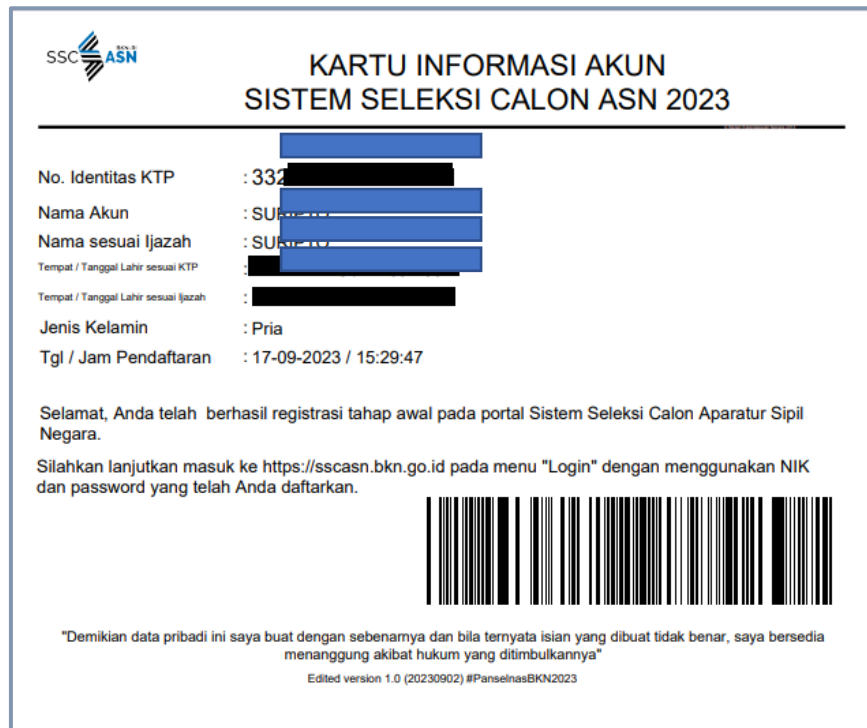 SSC ASN
BKN-RI
KARTU INFORMASI AKUN
SISTEM SELEKSI CALON ASN 2023
No. Identitas KTP : 332
Nama Akun : SU
Nama sesuai Ijazah : SU
Tempat / Tanggal Lahir sesuai KTP :
Tempat / Tanggal Lahir sesuai Ijazah :
Jenis Kelamin : Pria
Tgl / Jam Pendaftaran : 17-09-2023 / 15:29:47
Selamat, Anda telah berhasil registrasi tahap awal pada portal Sistem Seleksi Calon Aparatur Sipil
Negara.
Silahkan lanjutkan masuk ke https://sscasn.bkn.go.id pada menu "Login" dengan menggunakan NIK
dan password yang telah Anda daftarkan.
"Demikian data pribadi ini saya buat dengan sebenarnya dan bila ternyata isian yang dibuat tidak benar, saya bersedia
menanggung akibat hukum yang ditimbulkannya"
Edited version 1.0 (20230902) #PanselnasBKN2023